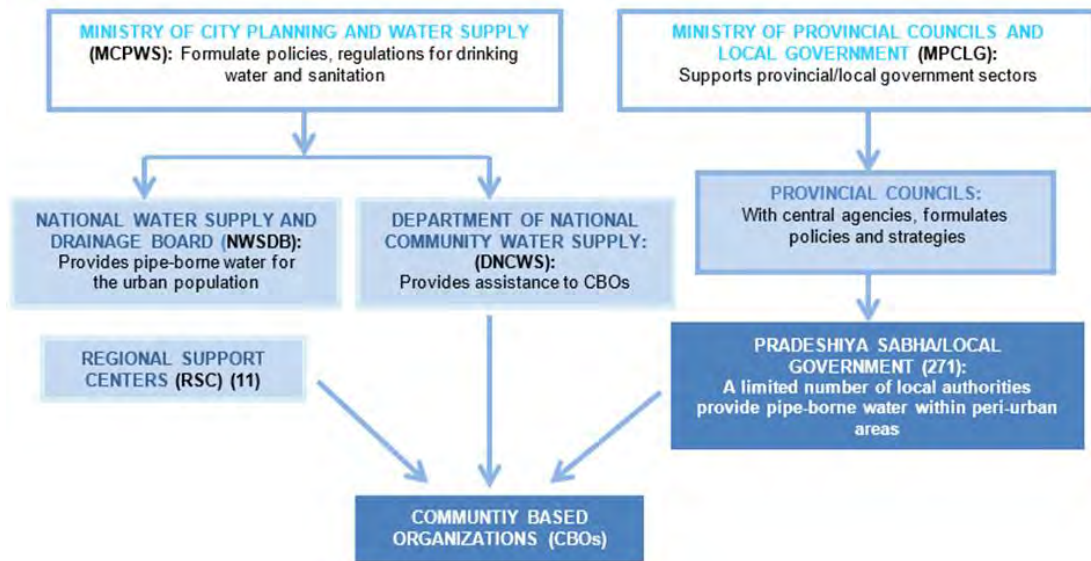 MINISTRY OF CITY PLANNING AND WATER SUPPLY
(MCPWS): Formulate policies, regulations for drinking
water and sanitation
MINISTRY OF PROVINCIAL COUNCILS AND
LOCAL GOVERNMENT (MPCLG):
Supports provincial/local government sectors
NATIONAL WATER SUPPLY AND
DRAINAGE BOARD (NWSDB):
Provides pipe-borne water for
the urban population
DEPARTMENT OF NATIONAL
COMMUNITY WATER SUPPLY:
(DNCWS):
Provides assistance to CBOs
PROVINCIAL COUNCILS:
With central agencies, formulates
policies and strategies
REGIONAL SUPPORT
CENTERS (RSC) (11)
PRADESHIYA SABHA/LOCAL
GOVERNMENT (271):
A limited number of local authorities
provide pipe-borne water within peri-urban
areas
COMMUNTIY BASED
ORGANIZATIONS (CBOs)